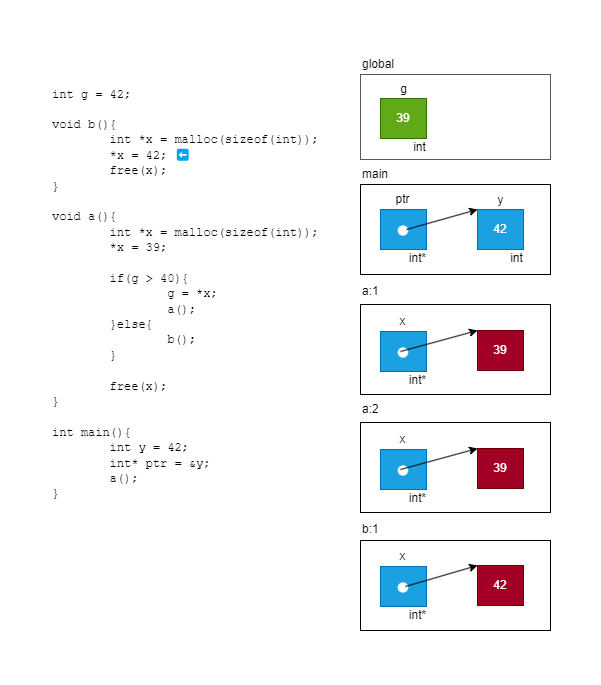 int g = 42;
void b(){
int *x = malloc(sizeof(int));
*x = 42; ←
free(x);
}
void a(){
int *x = malloc(sizeof(int));
*x = 39;
if(g > 40){
g = *x;
a();
}else{
b();
}
free(x);
}
int main(){
int y = 42;
int* ptr = &y;
a();
}
global
g
39
int
main
ptr y
42
int* int
a:1
x
39
int*
a:2
x
39
int*
b:1
x
42
int*